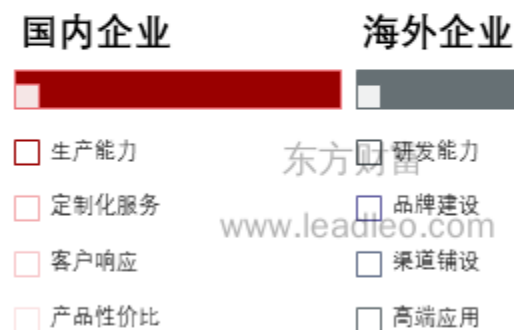 国内企业
海外企业
生产能力
定制化服务
客户响应
产品性价比
研发能力
品牌建设
渠道铺设
高端应用
东方财富
www.leadleo.com